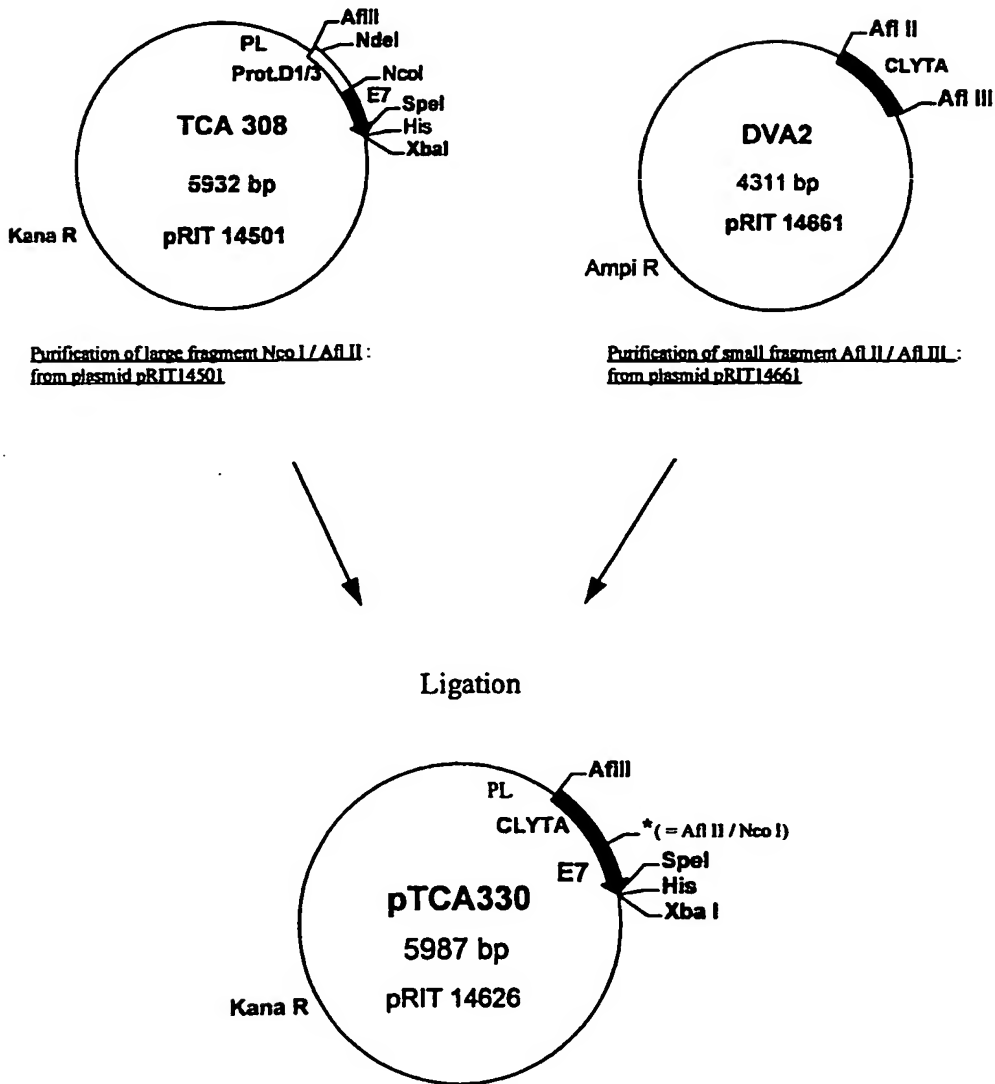 AflII
NdeI
PL
Prot.D1/3
NcoI
E7
SpeI
His
XbaI
TCA 308
5932 bp
Kana R
pRIT 14501
Purification of large fragment Nco I / Afl II :
from plasmid pRIT14501
Afl II
CLYTA
Afl III
DVA2
4311 bp
pRIT 14661
Ampi R
Purification of small fragment Afl II / Afl III :
from plasmid pRIT14661
Ligation
AflII
PL
CLYTA
*( = Afl II / Nco I)
E7
SpeI
His
Xba I
pTCA330
5987 bp
pRIT 14626
Kana R